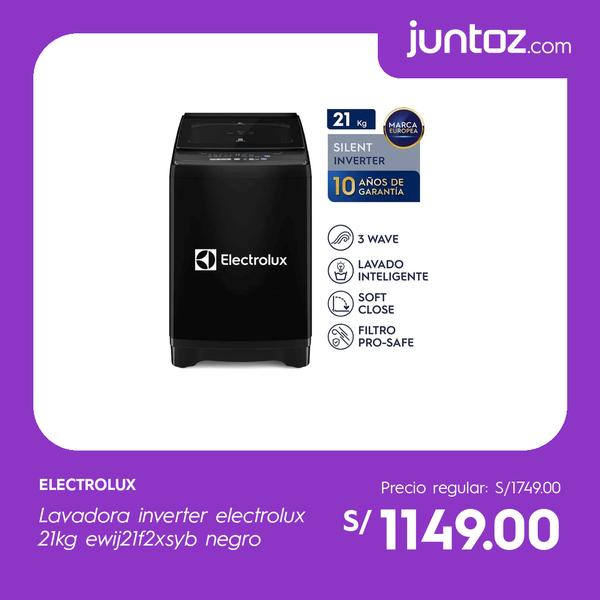 juntoz.com
21 Kg
MARCA
EUROPEA
SILENT
INVERTER
10 AÑOS DE
GARANTÍA
Electrolux
3 WAVE
LAVADO
INTELIGENTE
SOFT
CLOSE
FILTRO
PRO-SAFE
ELECTROLUX
Lavadora inverter electrolux
21kg ewij21f2xsyb negro
Precio regular: S/1749.00
S/ 1149.00